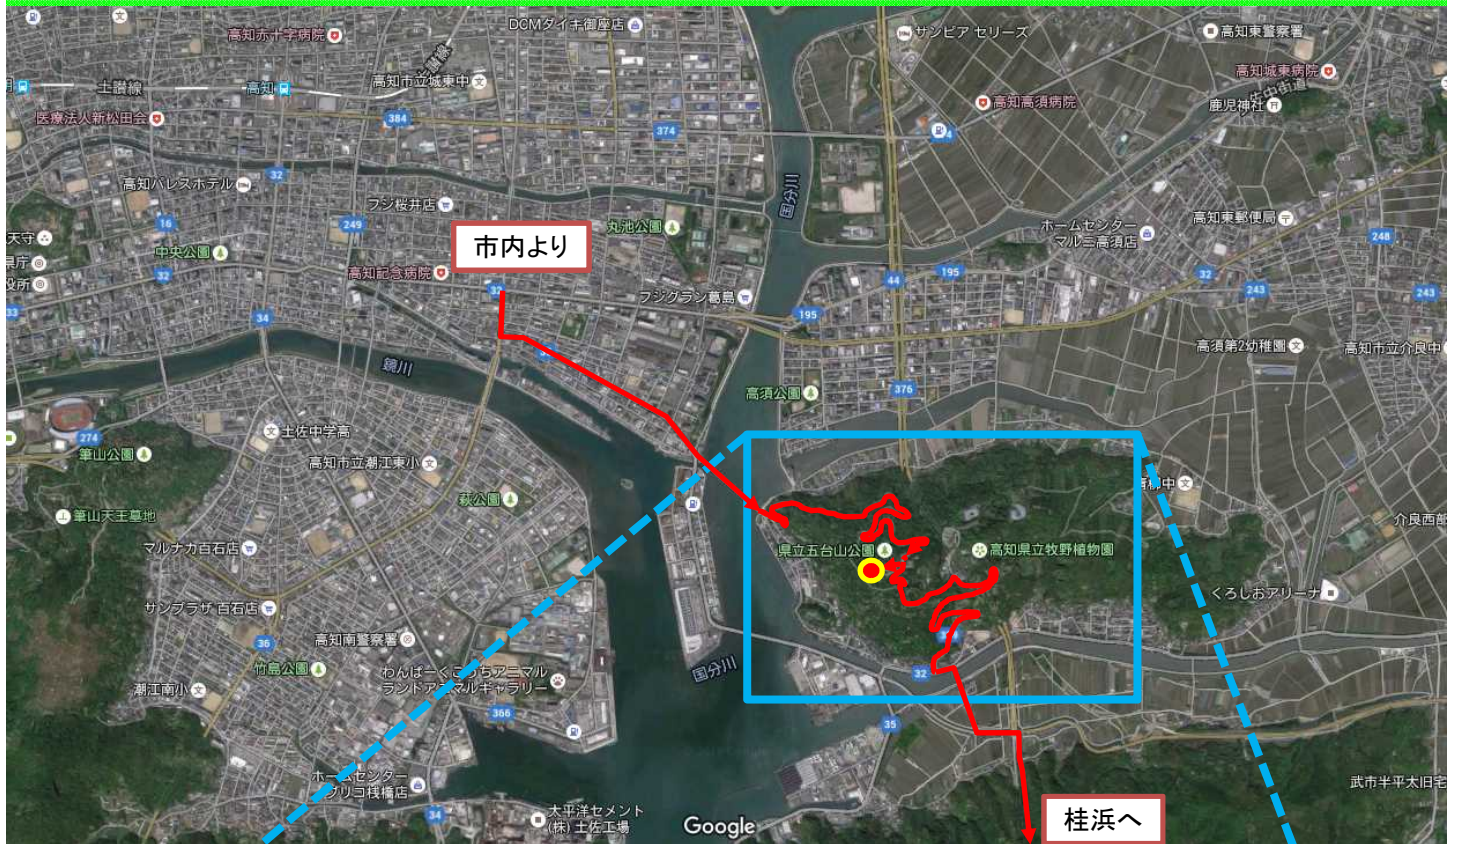 DCMダイキ御座店
高知赤十字病院
サンピア セリーズ
高知東警察署
土讃線
高知城東病院
高知市立城東中
土讃線
高知
高知高須病院
鹿児神社
医療法人新松田会
384
374
32
高知パレスホテル
フジ桜井店
国分川
16
249
丸池公園
ホームセンター
マルニ高須店
高知東郵便局
248
天守
市内より
中央公園
県庁
32
高知記念病院
役所
32
フジグラン葛島
44
195
32
243
243
33
34
195
高須第2幼稚園
高知市立介良中
鏡川
高須公園
376
274
土佐中学高
筆山公園
高知市立潮江東小
萩公園
筆山天王墓地
介良西部
マルナカ百石店
県立五台山公園
高知県立牧野植物園
サンプラザ 百石店
くろしおアリーナ
36
高知南警察署
竹島公園
わんぱーくこうちアニマル
ランドアニマルギャラリー
国分川
32
潮江南小
366
35
ホームセンター
ブリコ桟橋店
武市半平太旧宅
34
太平洋セメント
(株) 土佐工場
Google
桂浜へ